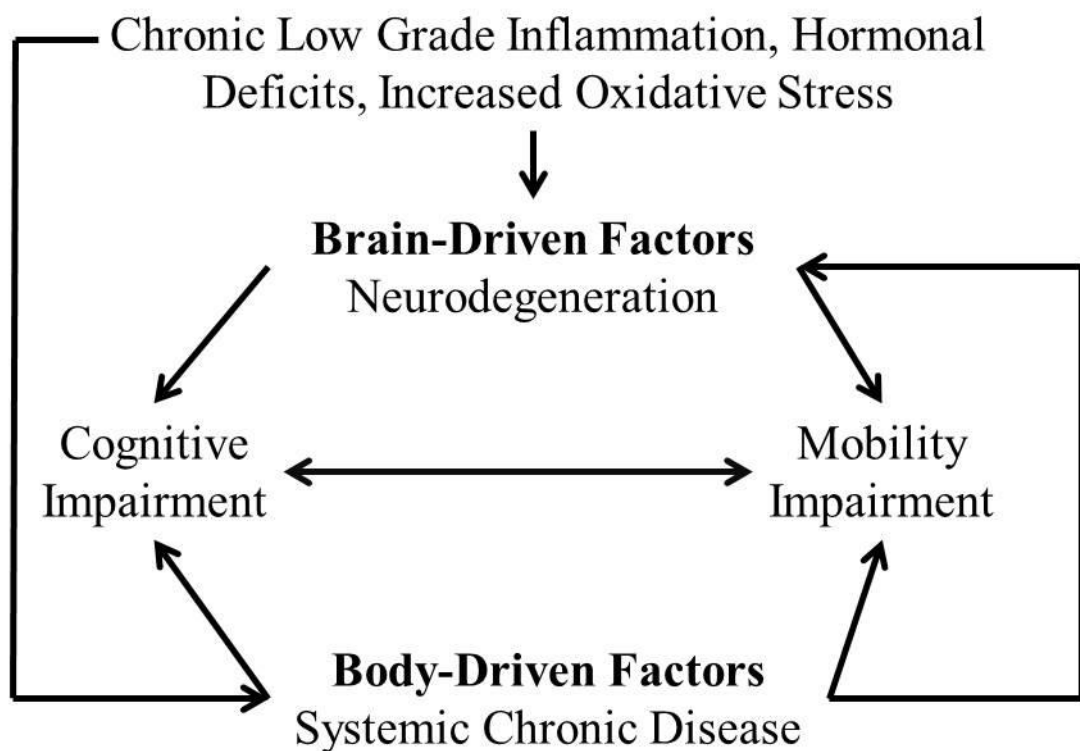 Chronic Low Grade Inflammation, Hormonal
Deficits, Increased Oxidative Stress
Brain-Driven Factors
Neurodegeneration
Cognitive
Impairment
Mobility
Impairment
Body-Driven Factors
Systemic Chronic Disease